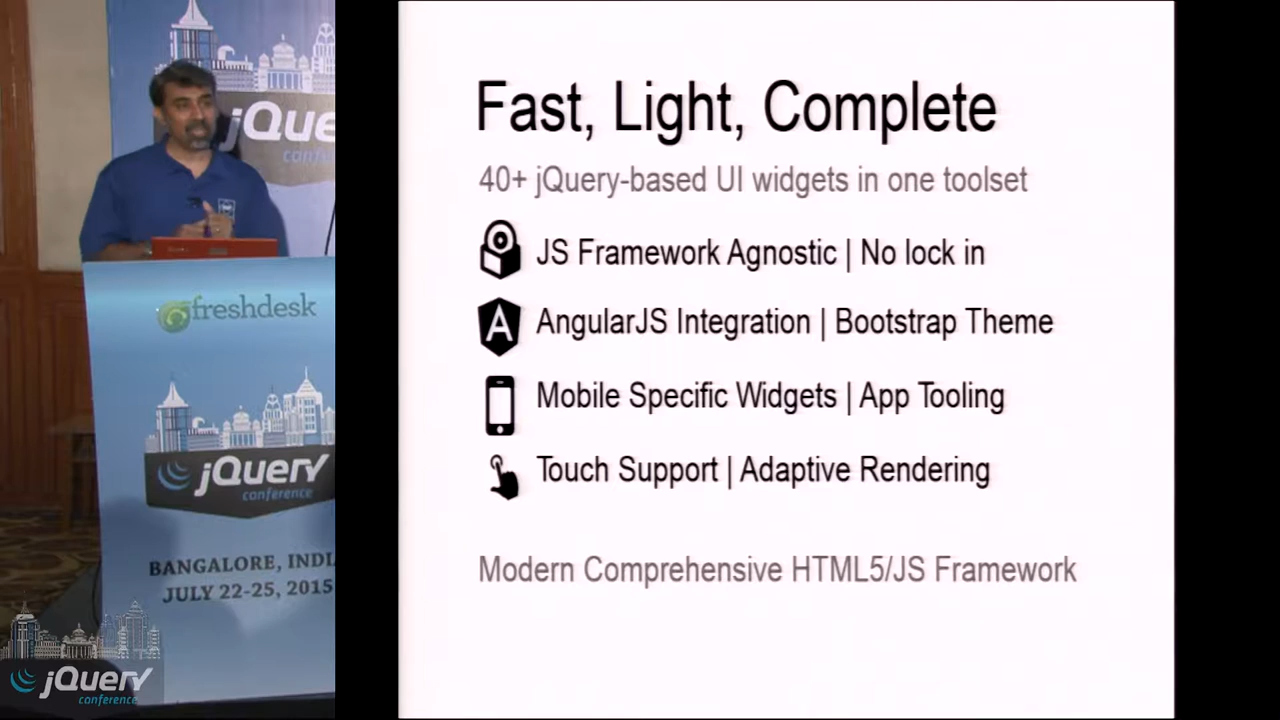 jQue
confe
freshdesk
jQuery
conference
BANGALORE, INDI
JULY 22-25, 2015
jQuery
conference
Fast, Light, Complete
40+ jQuery-based UI widgets in one toolset
JS Framework Agnostic | No lock in
AngularJS Integration | Bootstrap Theme
Mobile Specific Widgets | App Tooling
Touch Support | Adaptive Rendering
Modern Comprehensive HTML5/JS Framework